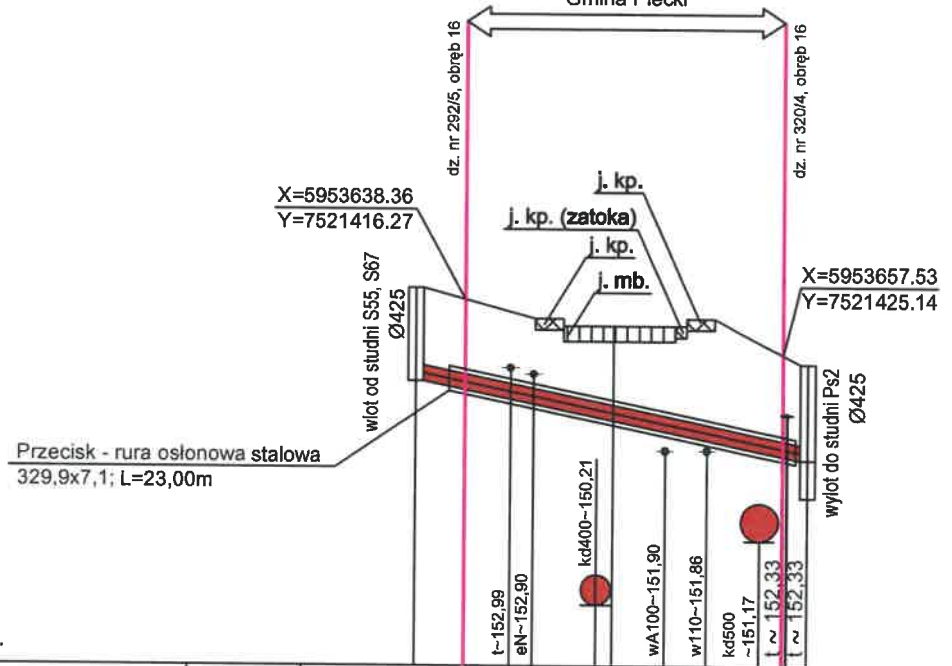 Gmina Piecki
dz. nr 292/5, obręb 16
dz. nr 320/4, obręb 16
j. kp.
X=5953638.36
Y=7521416.27
j. kp. (zatoka)
j. kp.
j. mb.
X=5953657.53
Y=7521425.14
wlot od studni S55, S67
Ø425
wylot do studni Ps2
Ø425
Przecisk - rura osłonowa stalowa
329,9x7,1; L=23,00m
t~152,99
eN~152,90
kd400~150,21
wA100~151,90
w110~151,86
kd500
~151,17
t ~ 152,33
t ~ 152,33